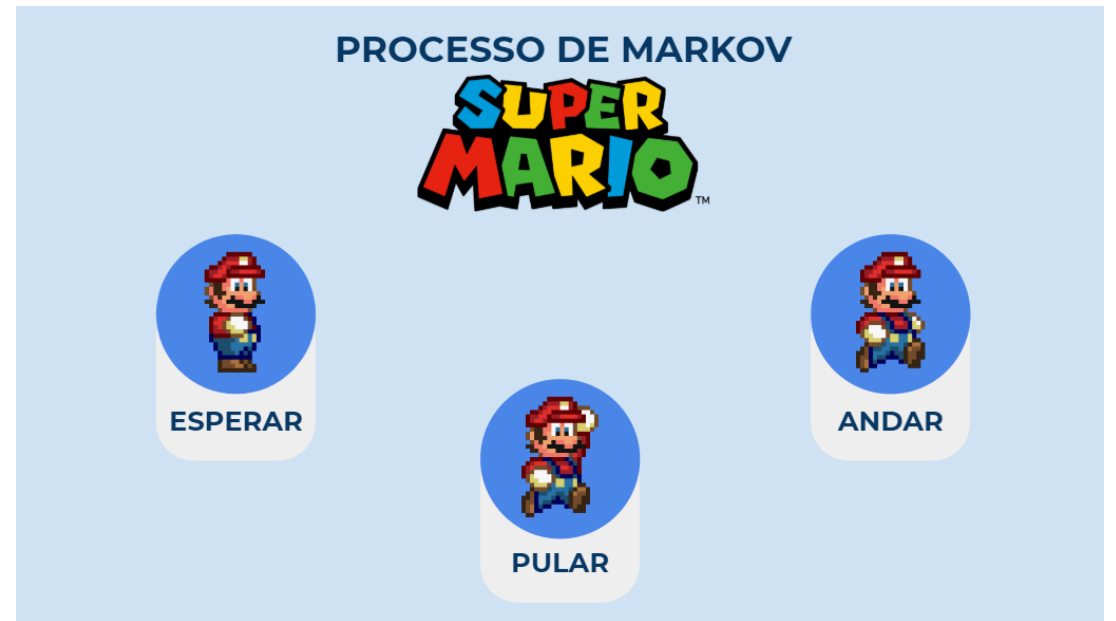 PROCESSO DE MARKOV
SUPER
MARIO
TM
ESPERAR
ANDAR
PULAR